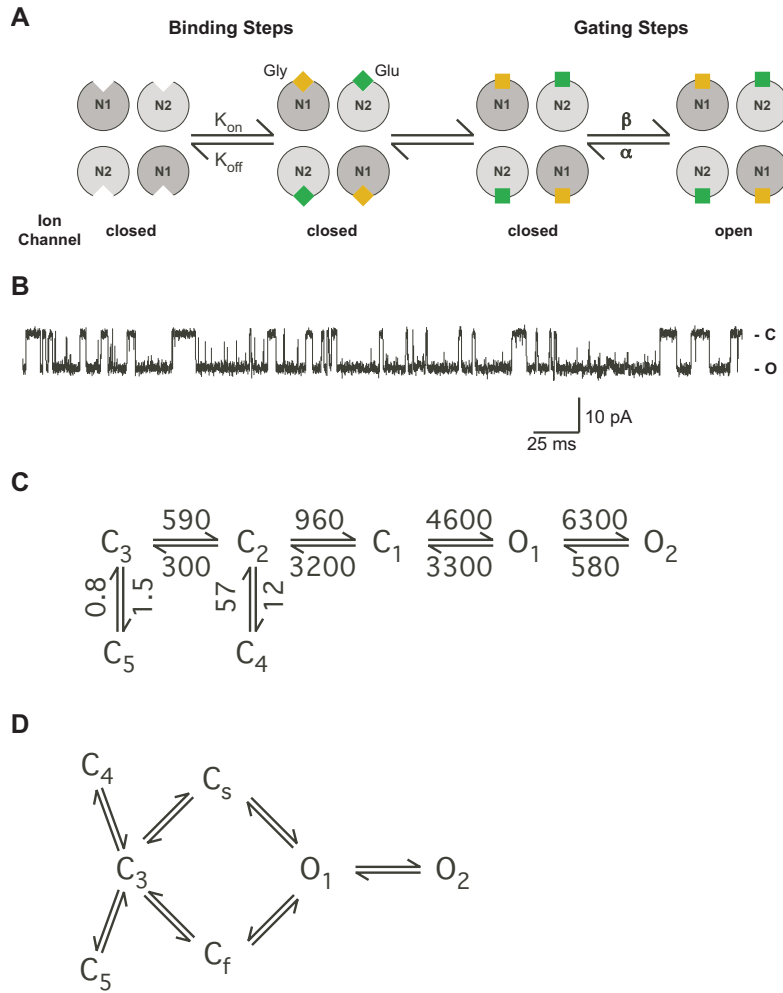 A
Binding Steps Gating Steps
Gly Glu
N1 N2 N1 N2 N1 N2 N1 N2
K_on β
K_off α
N2 N1 N2 N1 N2 N1 N2 N1
Ion
Channel closed closed closed open
B
- C
- O
10 pA
25 ms
C
590 960 4600 6300
C₃ C₂ C₁ O₁ O₂
300 3200 3300 580
0.8 1.5 57 12
C₅ C₄
D
C₄ Cₛ
C₃ O₁ O₂
C₅ C_f